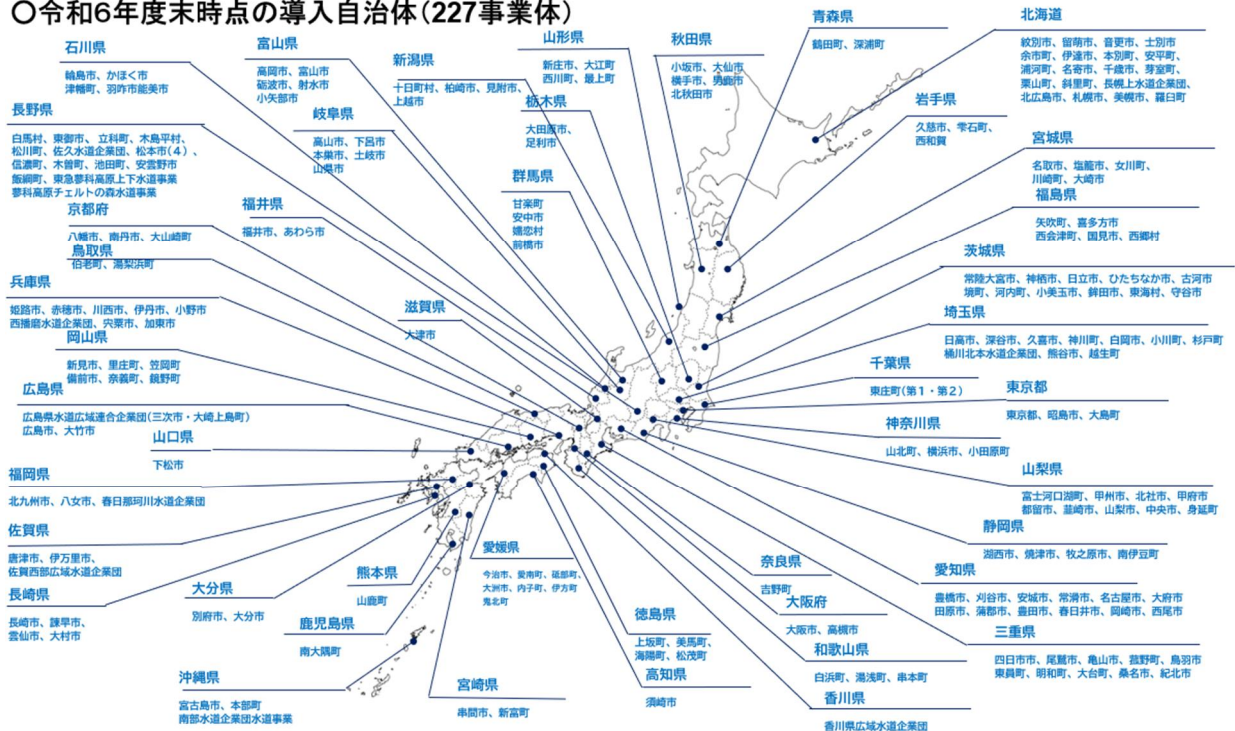 〇令和6年度末時点の導入自治体(227事業体)
石川県
輪島市、かほく市
津幡町、羽咋市能美市
富山県
高岡市、富山市
砺波市、射水市
小矢部市
新潟県
十日町村、柏崎市、見附市、
上越市
山形県
新庄市、大江町
西川町、最上町
秋田県
小坂市、大仙市
横手市、男鹿市
北秋田市
青森県
鶴田町、深浦町
北海道
紋別市、留萌市、音更市、士別市
余市町、伊達市、本別町、安平町、
浦河町、名寄市、千歳市、芽室町、
栗山町、斜里町、長幌上水道企業団、
北広島市、札幌市、美幌市、羅臼町
長野県
白馬村、東御市、立科町、木島平村、
松川町、佐久水道企業団、松本市(4)、
信濃町、木曽町、池田町、安雲野市
飯綱町、東急蓼科高原上下水道事業
蓼科高原チェルトの森水道事業
岐阜県
高山市、下呂市
本巣市、土岐市
山県市
栃木県
大田原市、
足利市
岩手県
久慈市、雫石町、
西和賀
宮城県
名取市、塩竈市、女川町、
川崎町、大崎市
群馬県
甘楽町
安中市
嬬恋村
前橋市
福島県
矢吹町、喜多方市
西会津町、国見市、西郷村
京都府
八幡市、南丹市、大山崎町
福井県
福井市、あわら市
鳥取県
伯老町、湯梨浜町
茨城県
常陸大宮市、神栖市、日立市、ひたちなか市、古河市
境町、河内町、小美玉市、鉾田市、東海村、守谷市
兵庫県
姫路市、赤穂市、川西市、伊丹市、小野市
西播磨水道企業団、宍粟市、加東市
滋賀県
大津市
埼玉県
日高市、深谷市、久喜市、神川町、白岡市、小川町、杉戸町
桶川北本水道企業団、熊谷市、越生町
岡山県
新見市、里庄町、笠岡町
備前市、奈義町、鏡野町
千葉県
東庄町(第1・第2)
東京都
東京都、昭島市、大島町
広島県
広島県水道広域連合企業団(三次市・大崎上島町)
広島市、大竹市
神奈川県
山北町、横浜市、小田原町
山口県
下松市
山梨県
富士河口湖町、甲州市、北杜市、甲府市
都留市、韮崎市、山梨市、中央市、身延町
福岡県
北九州市、八女市、春日那珂川水道企業団
静岡県
湖西市、焼津市、牧之原市、南伊豆町
佐賀県
唐津市、伊万里市、
佐賀西部広域水道企業団
愛媛県
今治市、愛南町、砥部町、
大洲市、内子町、伊方町
鬼北町
奈良県
吉野町
愛知県
豊橋市、刈谷市、安城市、常滑市、名古屋市、大府市
田原市、蒲郡市、豊田市、春日井市、岡崎市、西尾市
長崎県
長崎市、諫早市、
雲仙市、大村市
大分県
別府市、大分市
熊本県
山鹿町
大阪府
大阪市、高槻市
鹿児島県
南大隅町
徳島県
上坂町、美馬町、
海陽町、松茂町
三重県
四日市市、尾鷲市、亀山市、菰野町、鳥羽市
東員町、明和町、大台町、桑名市、紀北市
和歌山県
白浜町、湯浅町、串本町
高知県
須崎市
沖縄県
宮古島市、本部町
南部水道企業団水道事業
宮崎県
串間市、新富町
香川県
香川県広域水道企業団